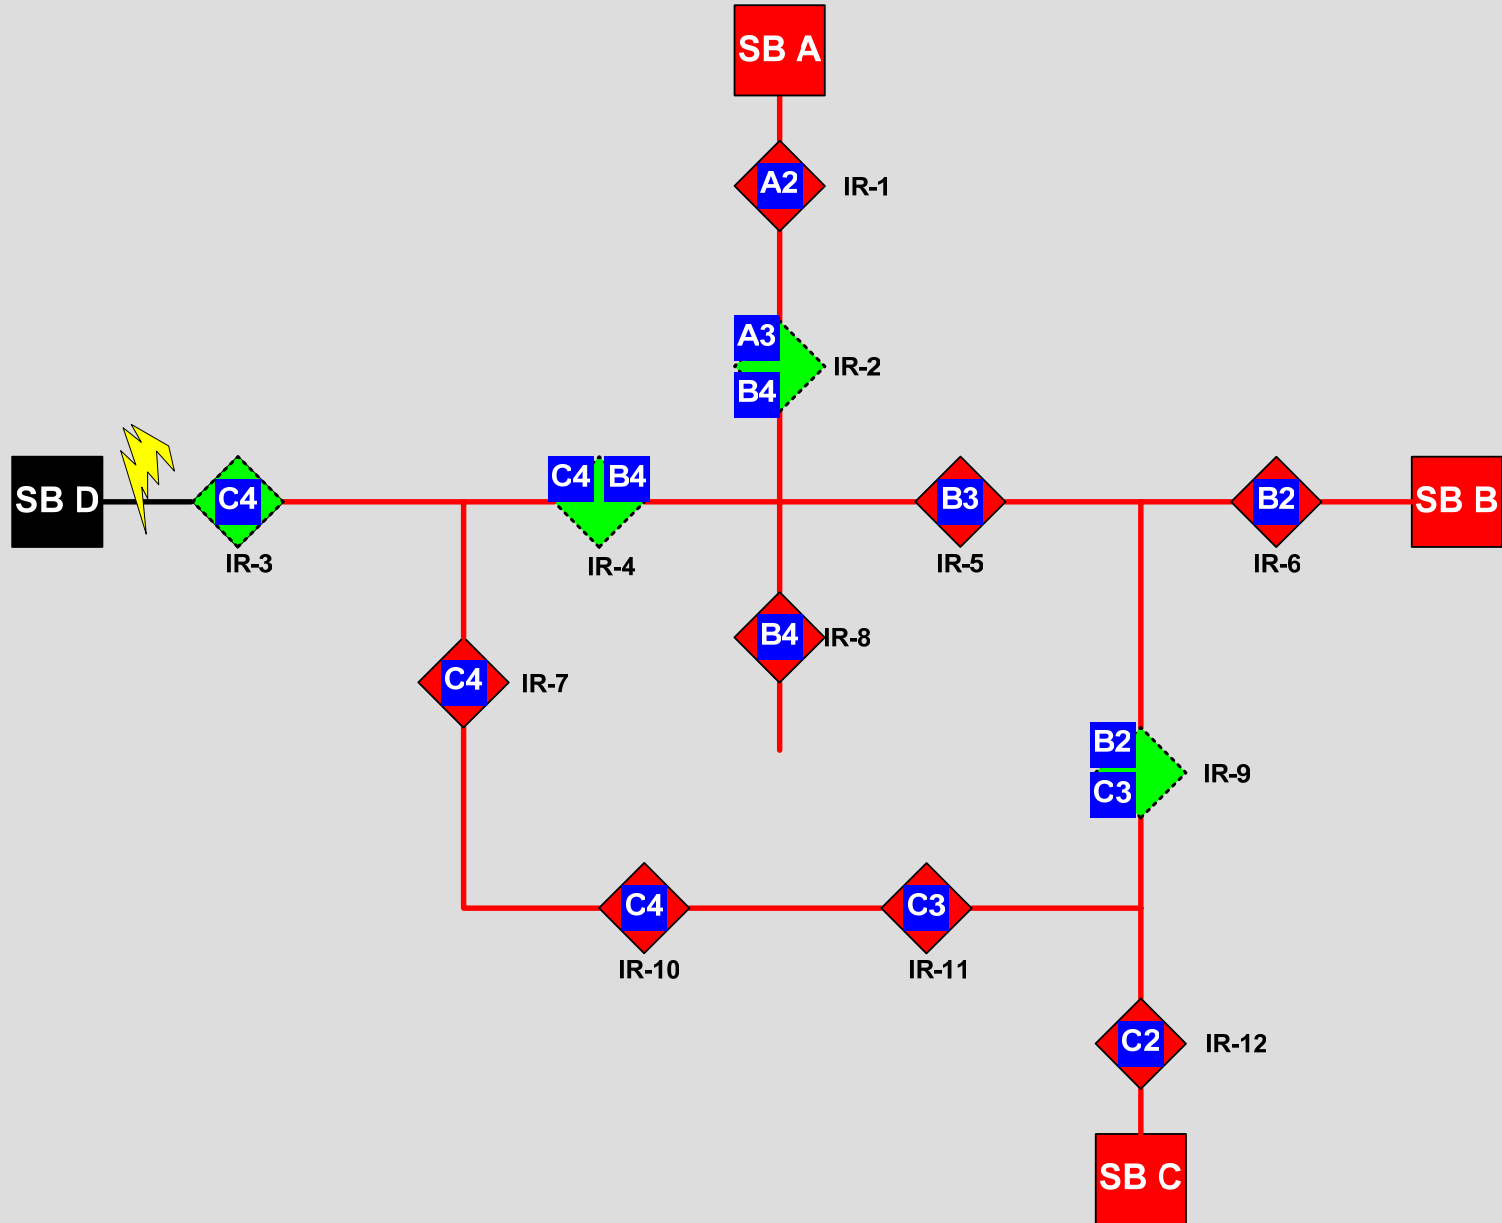 SB A
A2
IR-1
A3
IR-2
B4
SB D
C4
IR-3
C4
B4
IR-4
B3
IR-5
B2
IR-6
SB B
B4
IR-8
C4
IR-7
B2
IR-9
C3
C4
IR-10
C3
IR-11
C2
IR-12
SB C